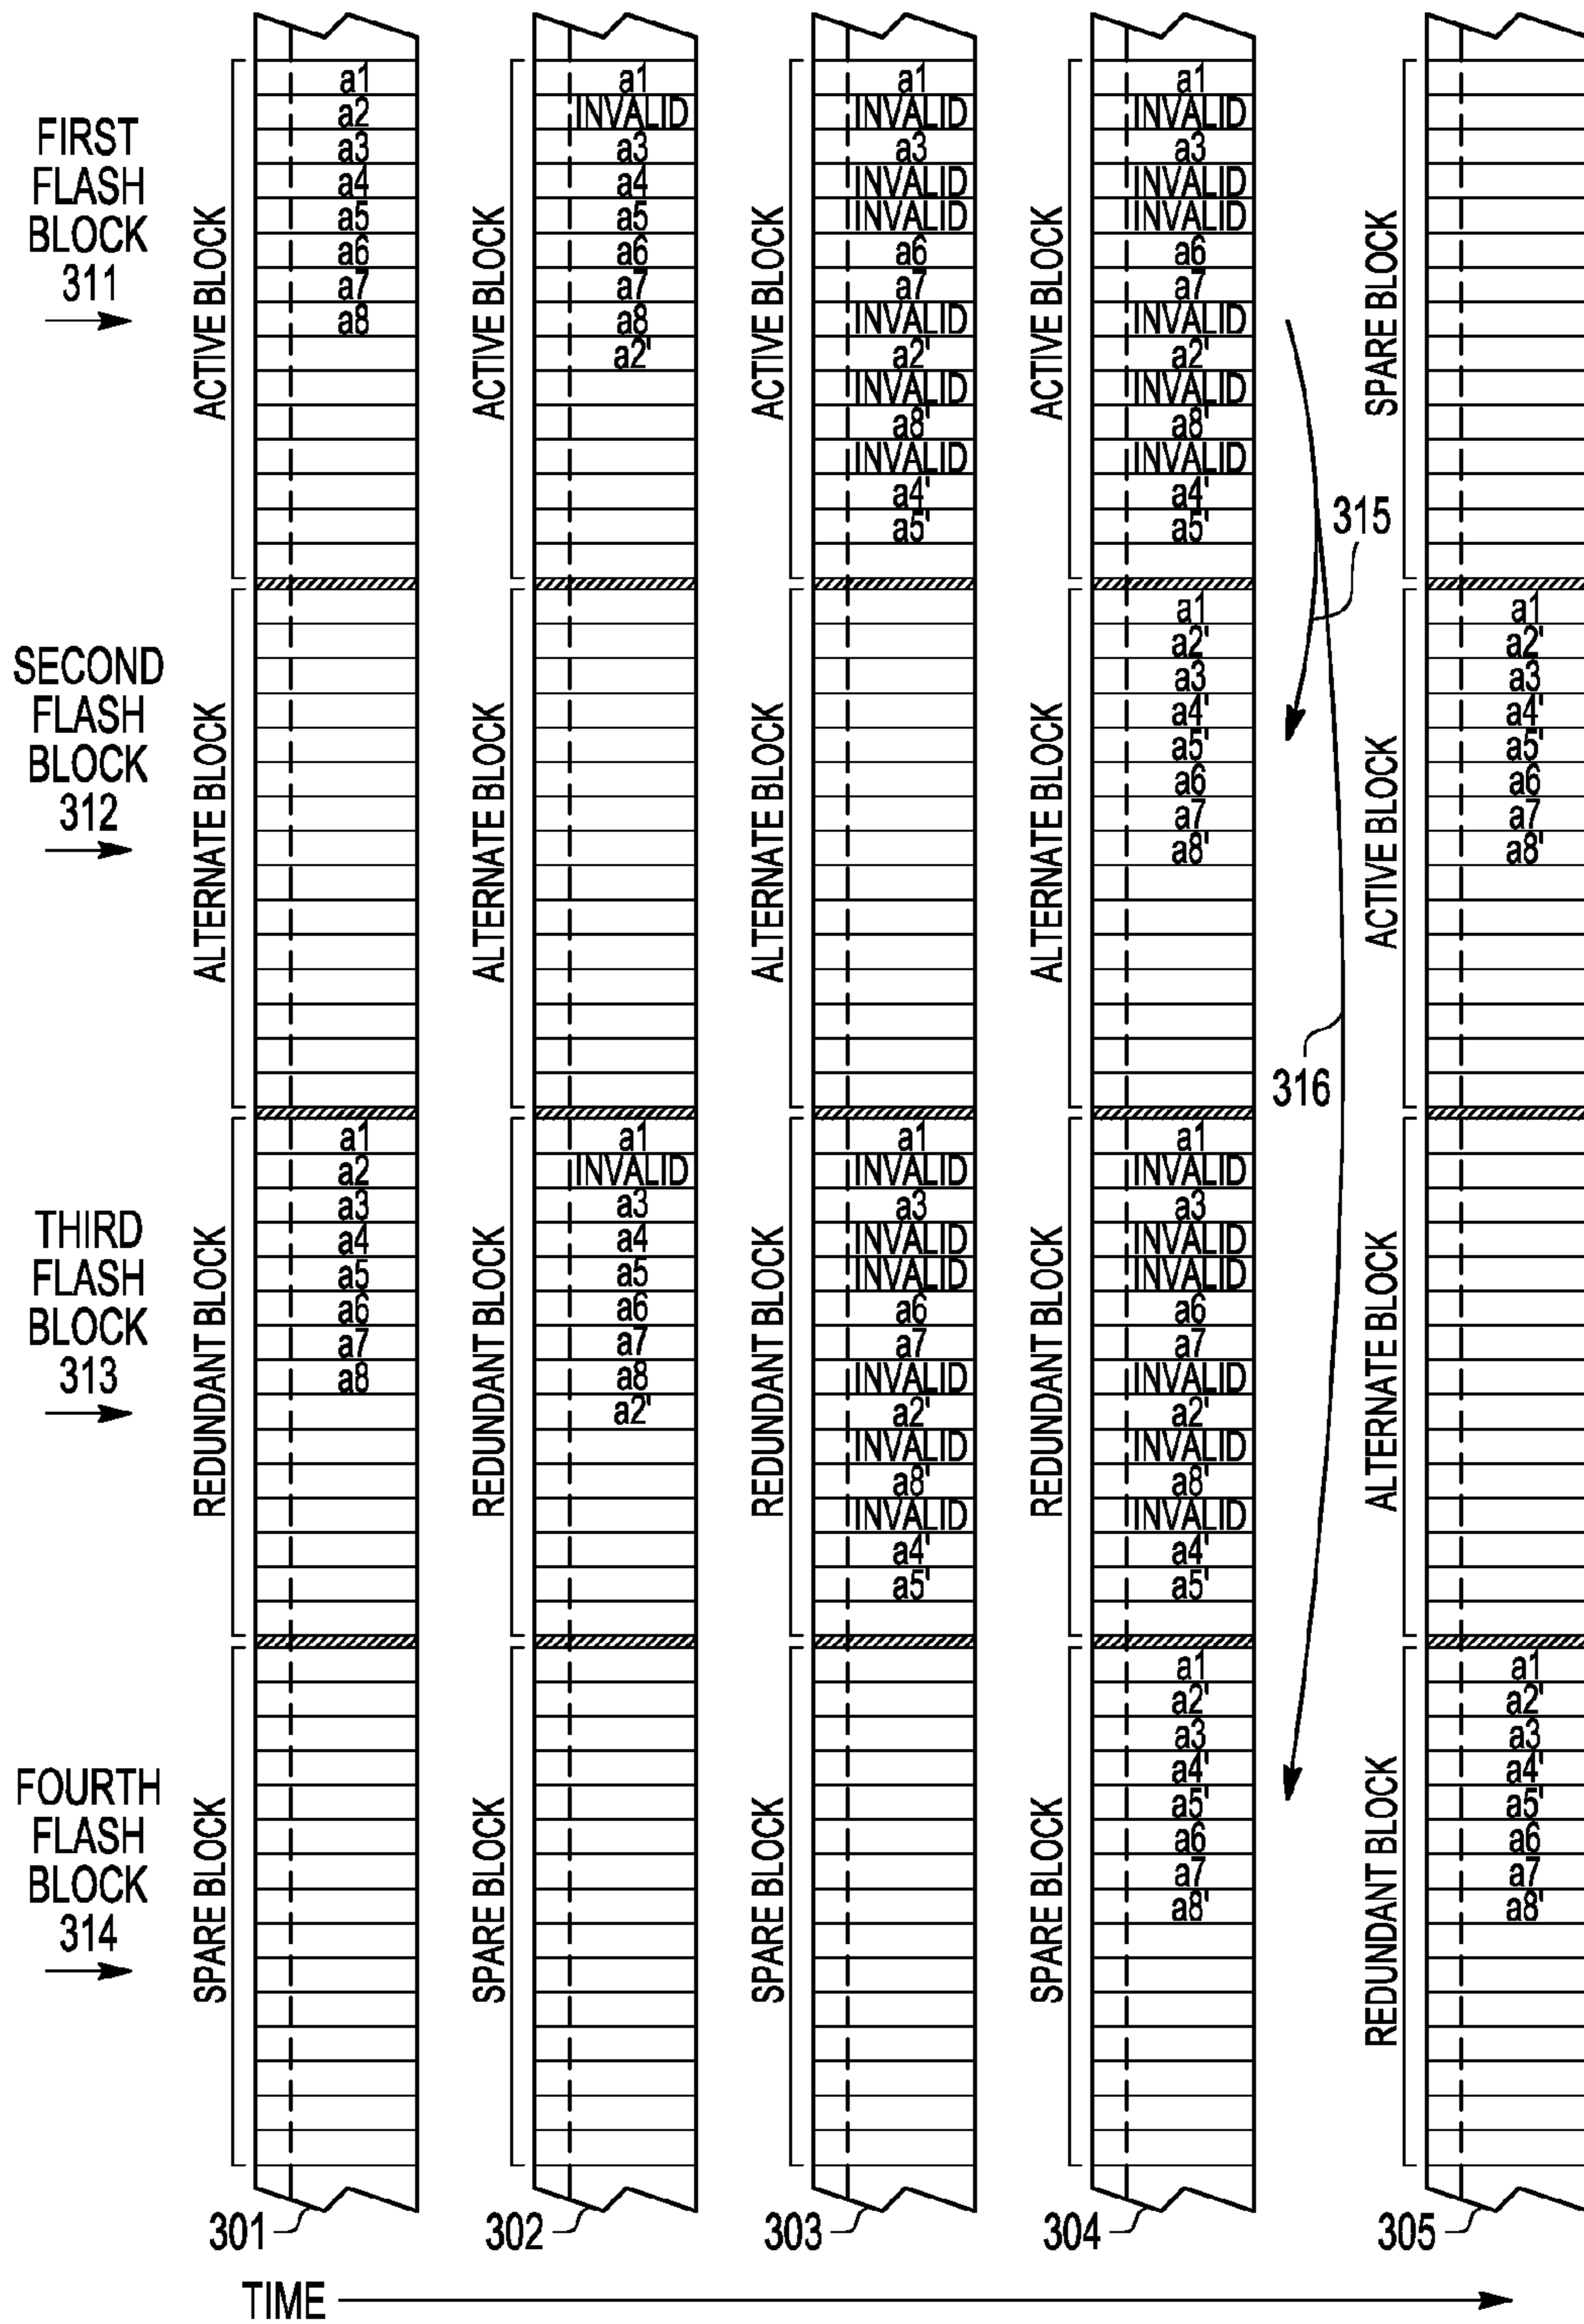 FIRST
FLASH
BLOCK
311
ACTIVE BLOCK
a1
a2
a3
a4
a5
a6
a7
a8
ACTIVE BLOCK
a1
INVALID
a3
a4
a5
a6
a7
a8
a2'
ACTIVE BLOCK
a1
INVALID
a3
INVALID
INVALID
a6
a7
INVALID
a2'
INVALID
a8'
INVALID
a4'
a5'
ACTIVE BLOCK
a1
INVALID
a3
INVALID
INVALID
a6
a7
INVALID
a2'
INVALID
a8'
INVALID
a4'
a5'
315
SPARE BLOCK
SECOND
FLASH
BLOCK
312
ALTERNATE BLOCK
ALTERNATE BLOCK
ALTERNATE BLOCK
ALTERNATE BLOCK
a1
a2'
a3
a4'
a5'
a6
a7
a8'
316
ACTIVE BLOCK
a1
a2'
a3
a4'
a5'
a6
a7
a8'
THIRD
FLASH
BLOCK
313
REDUNDANT BLOCK
a1
a2
a3
a4
a5
a6
a7
a8
REDUNDANT BLOCK
a1
INVALID
a3
a4
a5
a6
a7
a8
a2'
REDUNDANT BLOCK
a1
INVALID
a3
INVALID
INVALID
a6
a7
INVALID
a2'
INVALID
a8'
INVALID
a4'
a5'
REDUNDANT BLOCK
a1
INVALID
a3
INVALID
INVALID
a6
a7
INVALID
a2'
INVALID
a8'
INVALID
a4'
a5'
ALTERNATE BLOCK
FOURTH
FLASH
BLOCK
314
SPARE BLOCK
SPARE BLOCK
SPARE BLOCK
SPARE BLOCK
a1
a2'
a3
a4'
a5'
a6
a7
a8'
REDUNDANT BLOCK
a1
a2'
a3
a4'
a5'
a6
a7
a8'
301
302
303
304
305
TIME